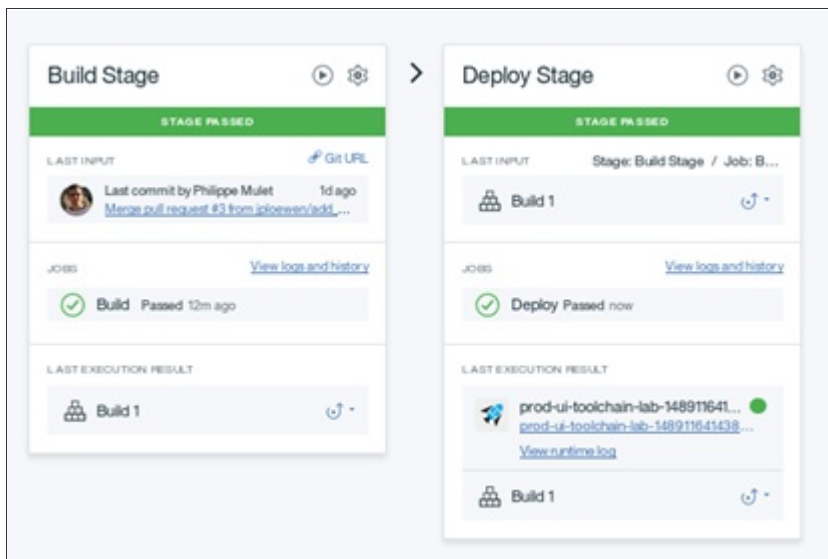 Build Stage
STAGE PASSED
LAST INPUT
Git URL
Last commit by Philippe Mulet
1d ago
Merge pull request #3 from jploewen/add_...
JOBS
View logs and history
Build Passed 12m ago
LAST EXECUTION RESULT
Build 1
Deploy Stage
STAGE PASSED
LAST INPUT
Stage: Build Stage / Job: B...
Build 1
JOBS
View logs and history
Deploy Passed now
LAST EXECUTION RESULT
prod-ui-toolchain-lab-148911641...
prod-ui-toolchain-lab-148911641438...
View runtime log
Build 1